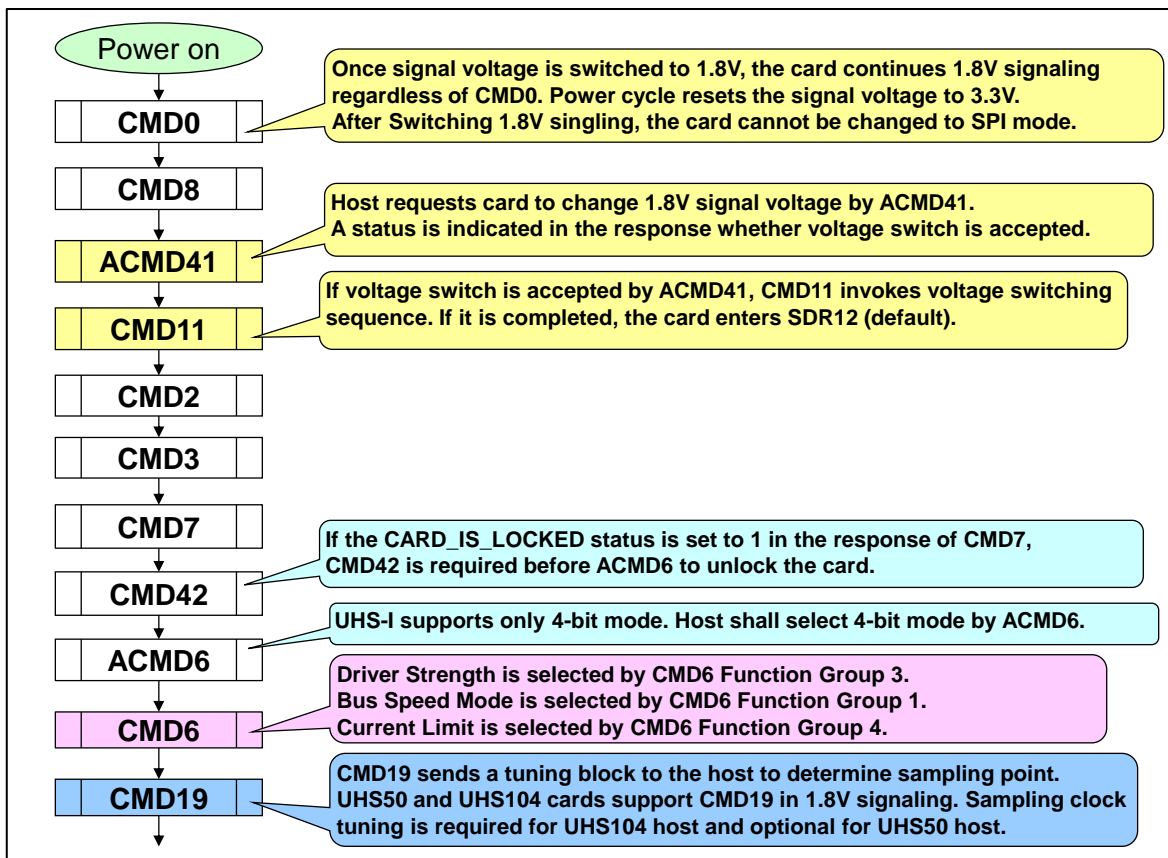 Power on
CMD0
Once signal voltage is switched to 1.8V, the card continues 1.8V signaling
regardless of CMD0. Power cycle resets the signal voltage to 3.3V.
After Switching 1.8V singling, the card cannot be changed to SPI mode.
CMD8
ACMD41
Host requests card to change 1.8V signal voltage by ACMD41.
A status is indicated in the response whether voltage switch is accepted.
CMD11
If voltage switch is accepted by ACMD41, CMD11 invokes voltage switching
sequence. If it is completed, the card enters SDR12 (default).
CMD2
CMD3
CMD7
CMD42
If the CARD_IS_LOCKED status is set to 1 in the response of CMD7,
CMD42 is required before ACMD6 to unlock the card.
ACMD6
UHS-I supports only 4-bit mode. Host shall select 4-bit mode by ACMD6.
CMD6
Driver Strength is selected by CMD6 Function Group 3.
Bus Speed Mode is selected by CMD6 Function Group 1.
Current Limit is selected by CMD6 Function Group 4.
CMD19
CMD19 sends a tuning block to the host to determine sampling point.
UHS50 and UHS104 cards support CMD19 in 1.8V signaling. Sampling clock
tuning is required for UHS104 host and optional for UHS50 host.